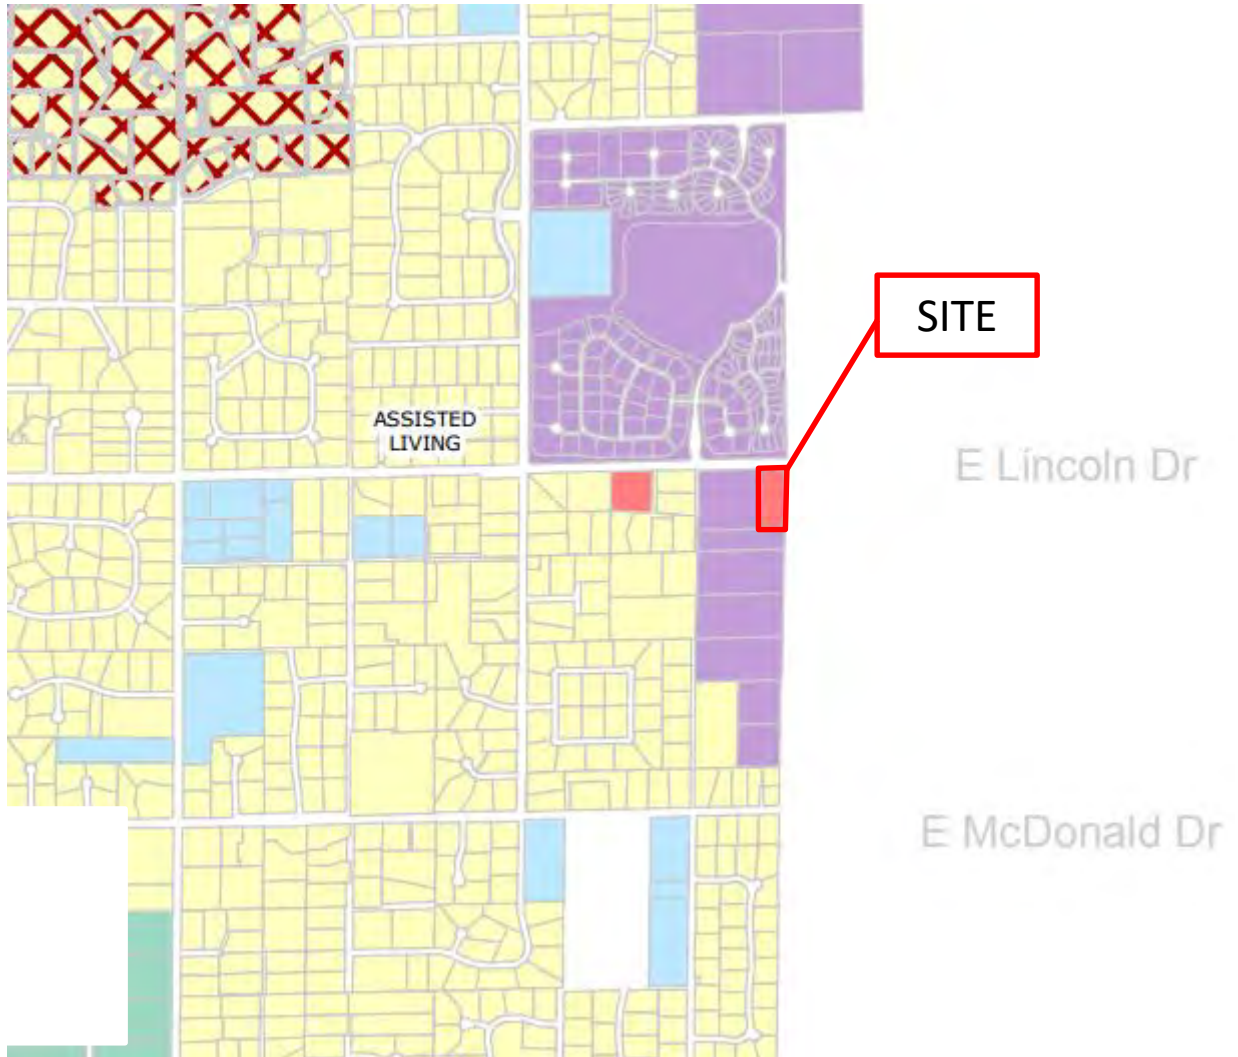 SITE
ASSISTED
LIVING
E Lincoln Dr
E McDonald Dr